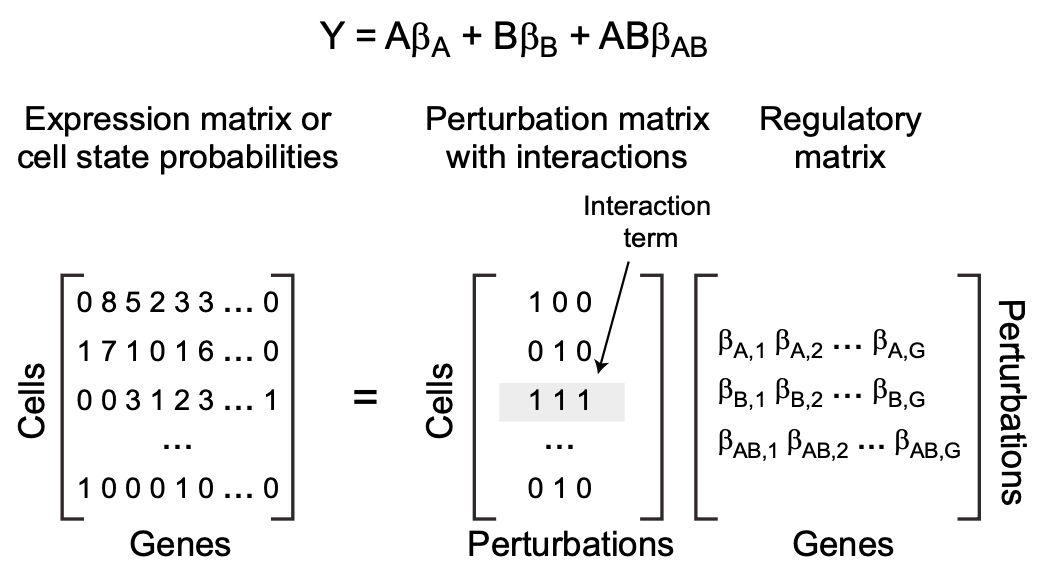 Y = Aβ_A + Bβ_B + ABβ_AB
Expression matrix or
cell state probabilities
Perturbation matrix
with interactions
Regulatory
matrix
Interaction
term
Cells
0 8 5 2 3 3 ... 0
1 7 1 0 1 6 ... 0
0 0 3 1 2 3 ... 1
...
1 0 0 0 1 0 ... 0
Genes
=
Cells
1 0 0
0 1 0
1 1 1
...
0 1 0
Perturbations
β_A,1 β_A,2 ... β_A,G
β_B,1 β_B,2 ... β_B,G
β_AB,1 β_AB,2 ... β_AB,G
Genes
Perturbations